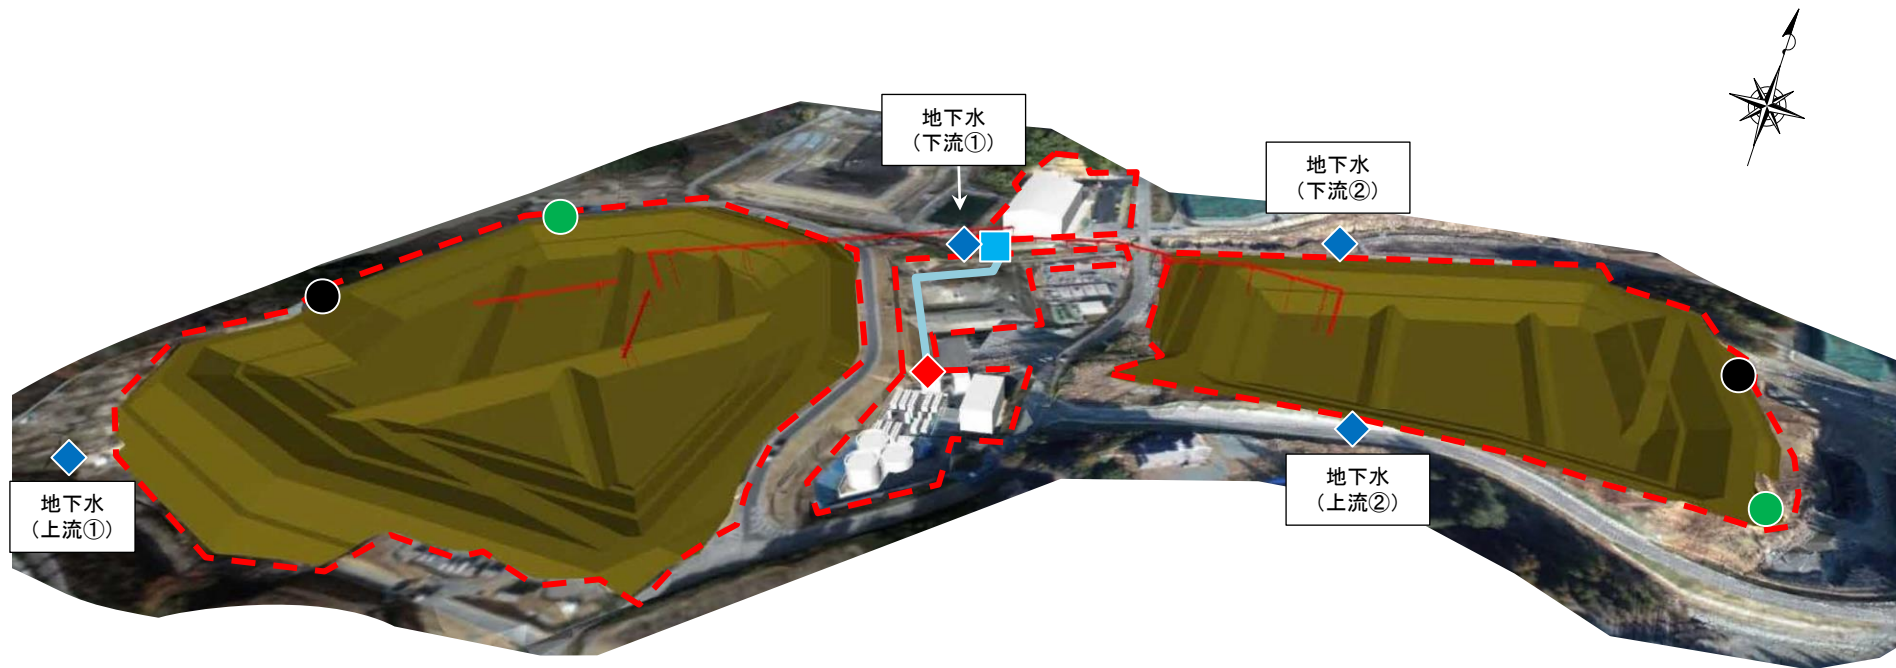 地下水
（下流①）
地下水
（下流②）
地下水
（上流①）
地下水
（上流②）